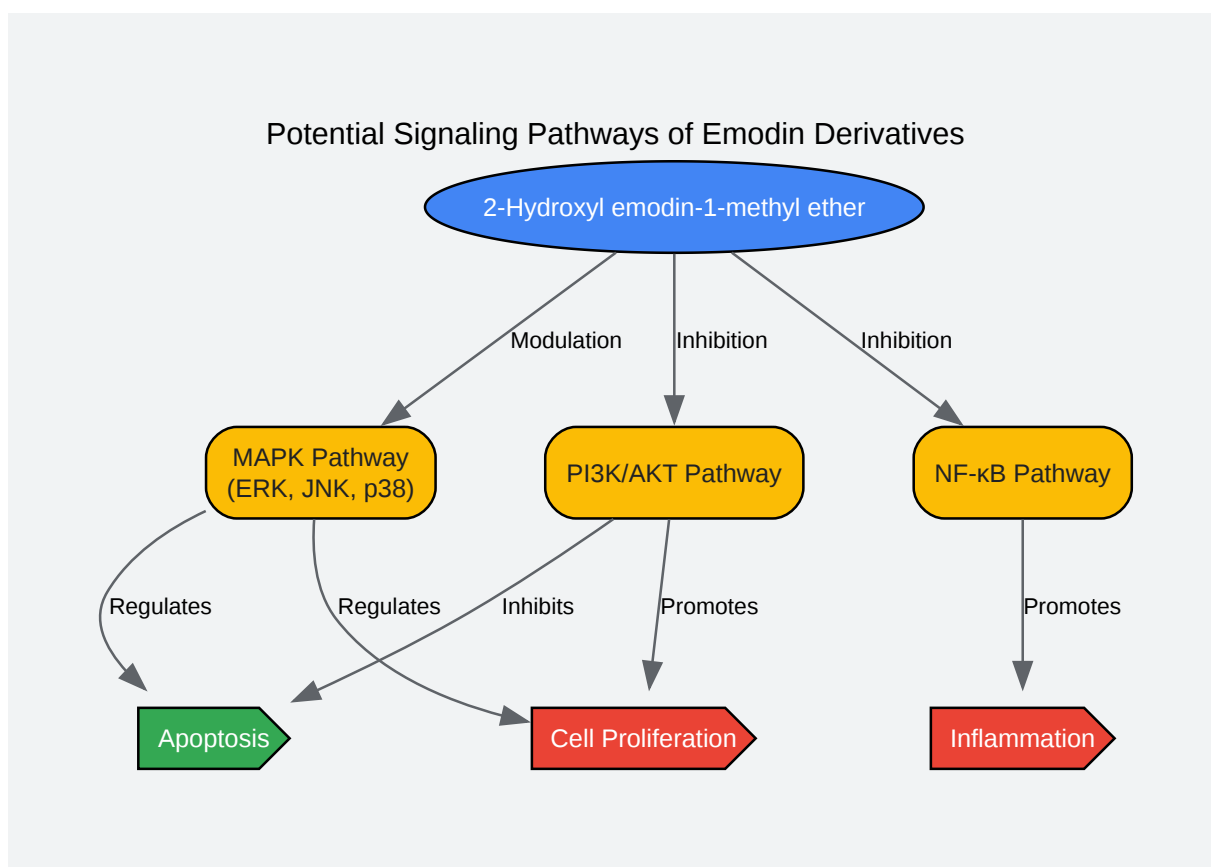 Potential Signaling Pathways of Emodin Derivatives
2-Hydroxyl emodin-1-methyl ether
Modulation
Inhibition
Inhibition
MAPK Pathway
(ERK, JNK, p38)
PI3K/AKT Pathway
NF-κB Pathway
Regulates
Regulates
Inhibits
Promotes
Promotes
Apoptosis
Cell Proliferation
Inflammation